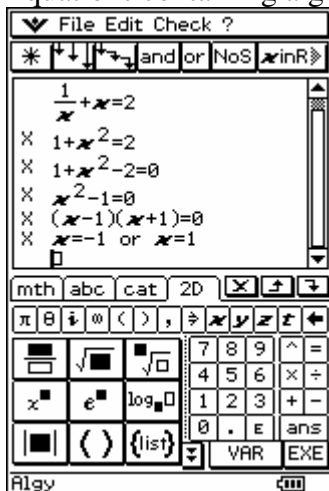 File Edit Check ?
and or NoS xinR
1/x+x=2
X 1+x²=2
X 1+x²-2=0
X x²-1=0
X (x-1)(x+1)=0
X x=-1 or x=1
mth abc cat 2D
π θ i ∞ ( ) , ⇒ x y z t ←
7 8 9 ^ =
4 5 6 × ÷
x■ e■ log■□ 1 2 3 + -
|■| ( ) {list} 0 . E ans
VAR EXE
Algy